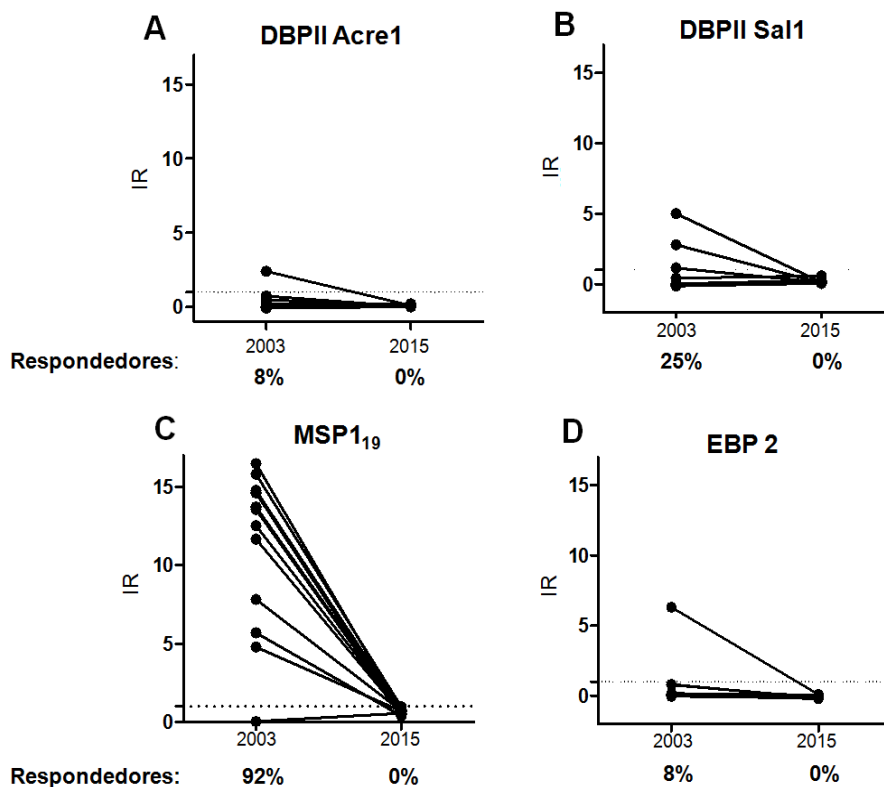 A
DBPII Acre1
15
10
5
0
IR
2003 2015
Respondedores:
8% 0%
B
DBPII Sal1
15
10
5
0
IR
2003 2015
25% 0%
C
MSP1₁₉
15
10
5
0
IR
2003 2015
Respondedores: 92% 0%
D
EBP 2
15
10
5
0
IR
2003 2015
8% 0%